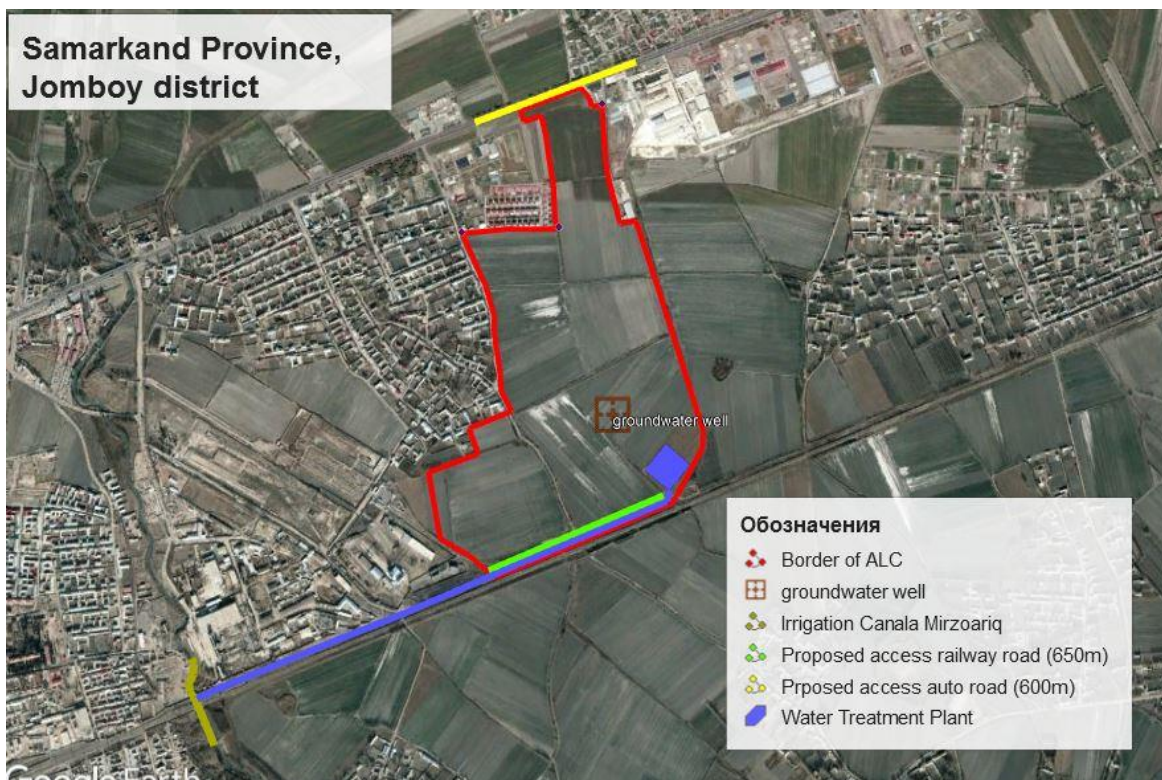 Samarkand Province,
Jomboy district
groundwater well
Обозначения
Border of ALC
groundwater well
Irrigation Canala Mirzoariq
Proposed access railway road (650m)
Prposed access auto road (600m)
Water Treatment Plant
Google Earth